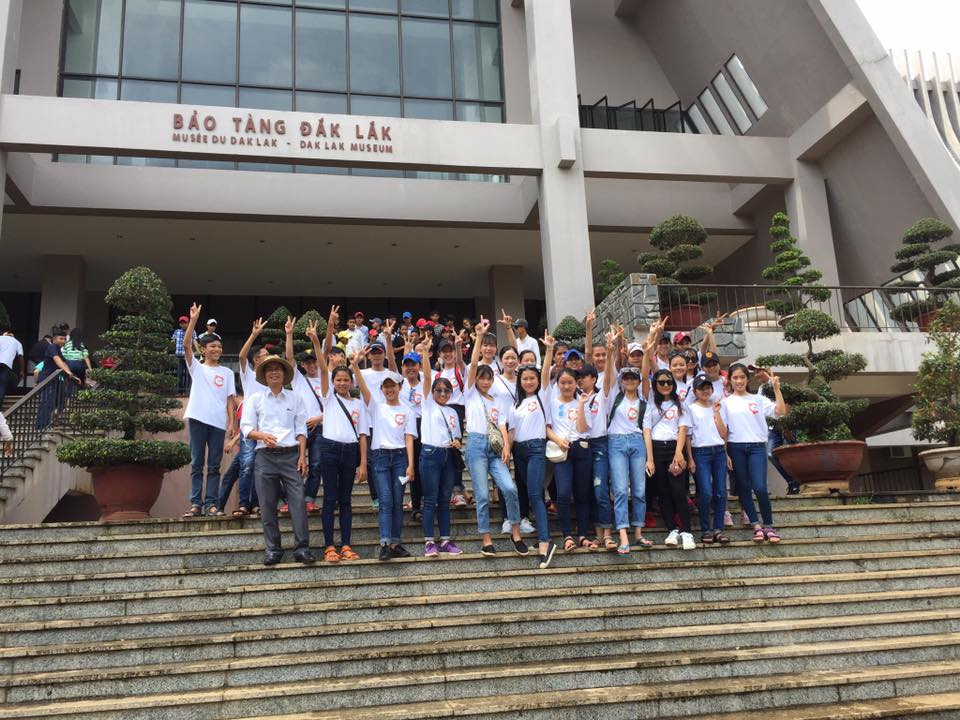 BẢO TÀNG ĐẮK LẮK
MUSÉE DU DAK LAK - DAK LAK MUSEUM